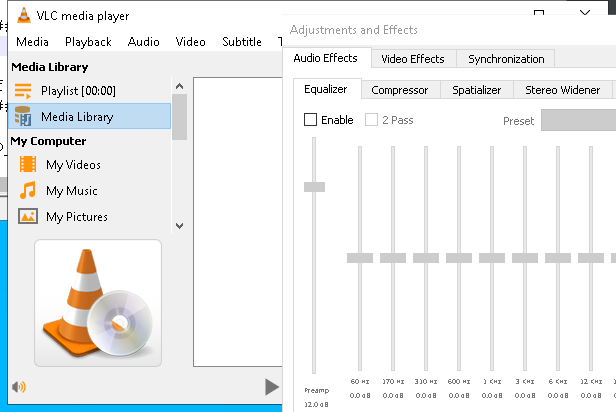 VLC media player
Media Playback Audio Video Subtitle
Media Library
Playlist [00:00]
Media Library
My Computer
My Videos
My Music
My Pictures
Adjustments and Effects
Audio Effects Video Effects Synchronization
Equalizer Compressor Spatializer Stereo Widener
Enable 2 Pass Preset
60 Hz 170 Hz 310 Hz 600 Hz 1 KHz 3 KHz 6 KHz 12 KHz
Preamp 0.0 dB 0.0 dB 0.0 dB 0.0 dB 0.0 dB 0.0 dB 0.0 dB 0.0 dB
12.0 dB